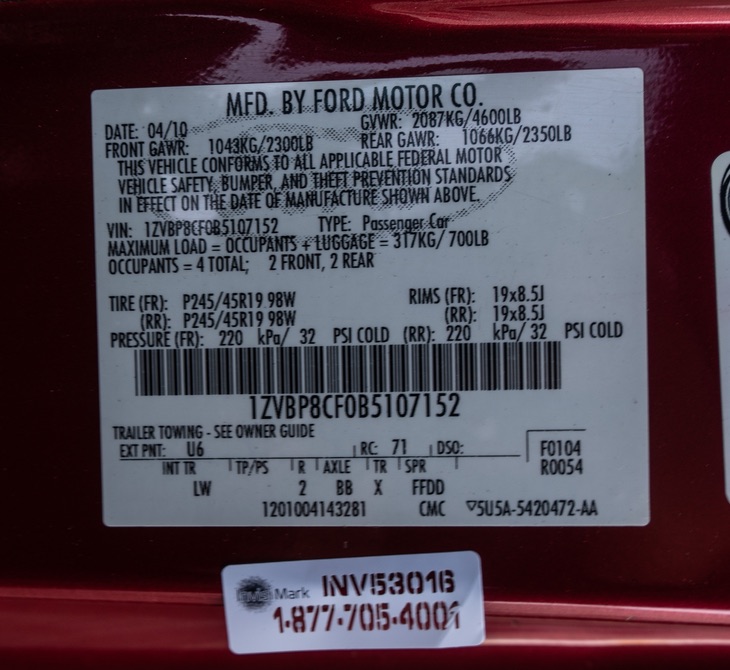 MFD. BY FORD MOTOR CO.
DATE: 04/10 GVWR: 2087KG/4600LB
FRONT GAWR: 1043KG/2300LB REAR GAWR: 1066KG/2350LB
THIS VEHICLE CONFORMS TO ALL APPLICABLE FEDERAL MOTOR
VEHICLE SAFETY, BUMPER, AND THEFT PREVENTION STANDARDS
IN EFFECT ON THE DATE OF MANUFACTURE SHOWN ABOVE.
VIN: 1ZVBP8CF0B5107152 TYPE: Passenger Car
MAXIMUM LOAD = OCCUPANTS + LUGGAGE = 317KG/ 700LB
OCCUPANTS = 4 TOTAL; 2 FRONT, 2 REAR
TIRE (FR): P245/45R19 98W RIMS (FR): 19x8.5J
(RR): P245/45R19 98W (RR): 19x8.5J
PRESSURE (FR): 220 kPa/ 32 PSI COLD (RR): 220 kPa/ 32 PSI COLD
1ZVBP8CF0B5107152
TRAILER TOWING - SEE OWNER GUIDE
EXT PNT: U6 RC: 71 DSO: F0104
INT TR TP/PS R AXLE TR SPR R0054
LW 2 BB X FFDD
1201004143281 CMC ▽5U5A-5420472-AA
Mark INV53016
1-877-705-4001